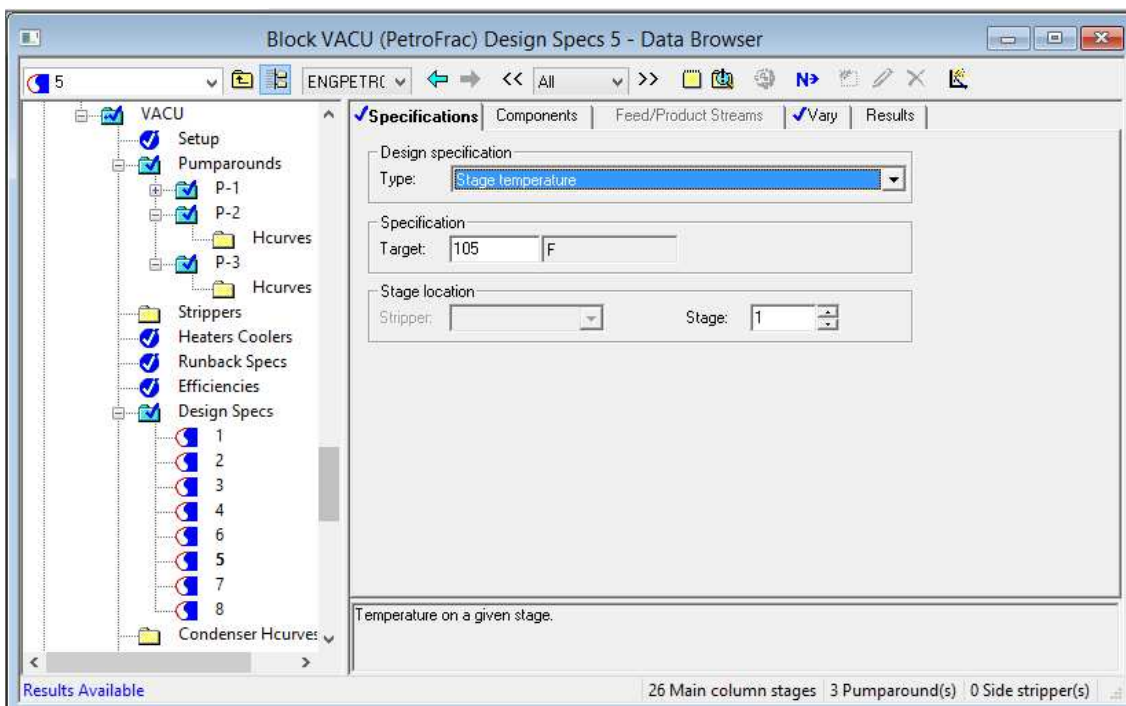 Block VACU (PetroFrac) Design Specs 5 - Data Browser
5 ENGPETRO << All >> N>
VACU
Setup
Pumparounds
P-1
P-2
Hcurves
P-3
Hcurves
Strippers
Heaters Coolers
Runback Specs
Efficiencies
Design Specs
1
2
3
4
6
5
7
8
Condenser Hcurves
Specifications Components Feed/Product Streams Vary Results
Design specification
Type: Stage temperature
Specification
Target: 105 F
Stage location
Stripper: Stage: 1
Temperature on a given stage.
Results Available 26 Main column stages 3 Pumparound(s) 0 Side stripper(s)